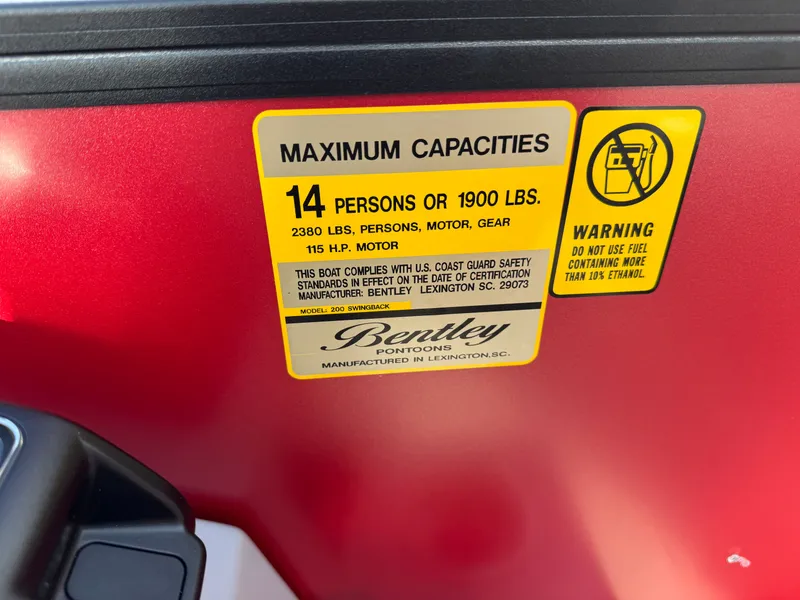 MAXIMUM CAPACITIES
14 PERSONS OR 1900 LBS.
2380 LBS, PERSONS, MOTOR, GEAR
115 H.P. MOTOR
THIS BOAT COMPLIES WITH U.S. COAST GUARD SAFETY
STANDARDS IN EFFECT ON THE DATE OF CERTIFICATION
MANUFACTURER: BENTLEY LEXINGTON SC. 29073
MODEL: 200 SWINGBACK
Bentley
PONTOONS
MANUFACTURED IN LEXINGTON, SC.
WARNING
DO NOT USE FUEL
CONTAINING MORE
THAN 10% ETHANOL.